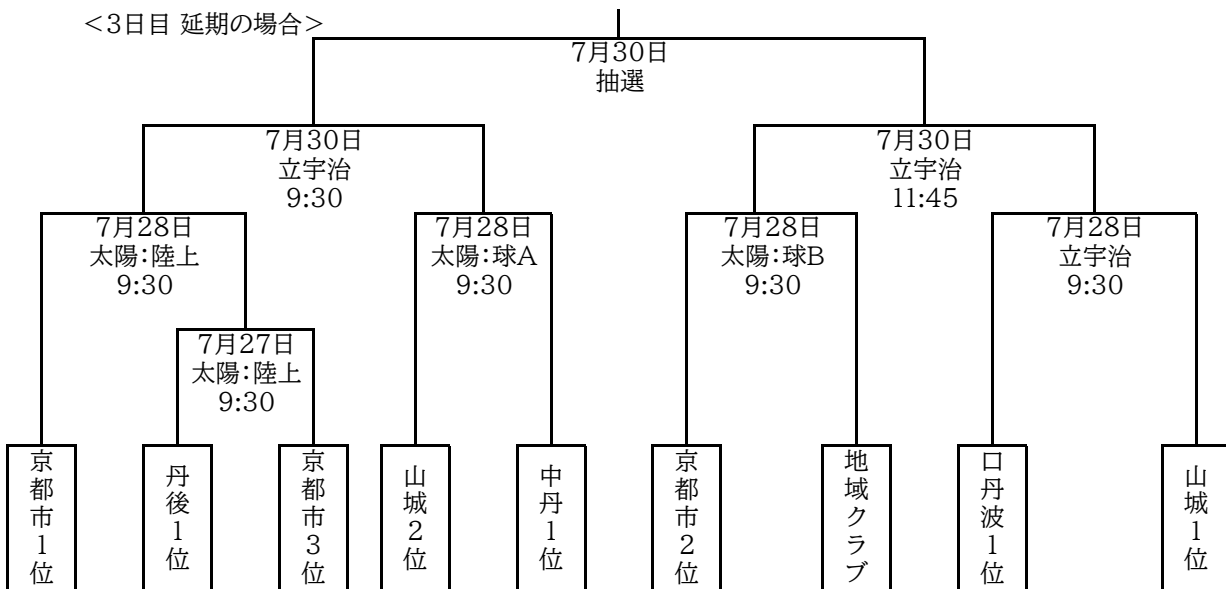 ＜3日目 延期の場合＞
7月30日
抽選
7月30日
立宇治
9:30
7月30日
立宇治
11:45
7月28日
太陽:陸上
9:30
7月28日
太陽:球A
9:30
7月28日
太陽:球B
9:30
7月28日
立宇治
9:30
7月27日
太陽:陸上
9:30
京都市1位
丹後1位
京都市3位
山城2位
中丹1位
京都市2位
地域クラブ
口丹波1位
山城1位